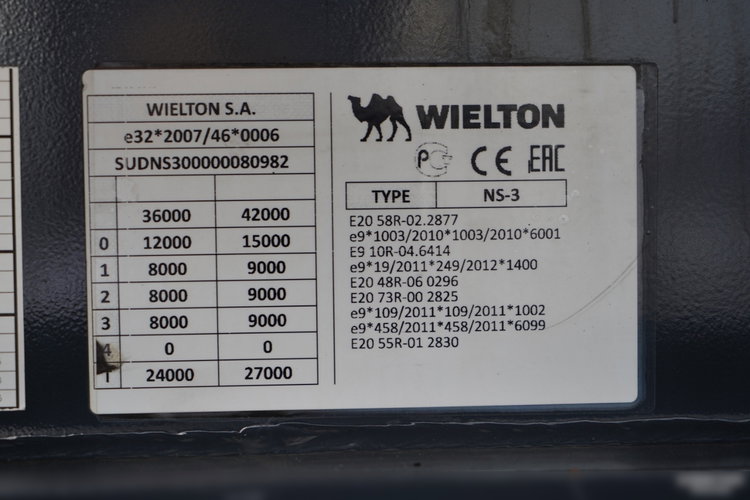 WIELTON S.A.
e32*2007/46*0006
SUDNS300000080982
36000 42000
0 12000 15000
1 8000 9000
2 8000 9000
3 8000 9000
4 0 0
T 24000 27000
WIELTON
PC CE EAC
TYPE NS-3
E20 58R-02.2877
e9*1003/2010*1003/2010*6001
E9 10R-04.6414
e9*19/2011*249/2012*1400
E20 48R-06 0296
E20 73R-00 2825
e9*109/2011*109/2011*1002
e9*458/2011*458/2011*6099
E20 55R-01 2830